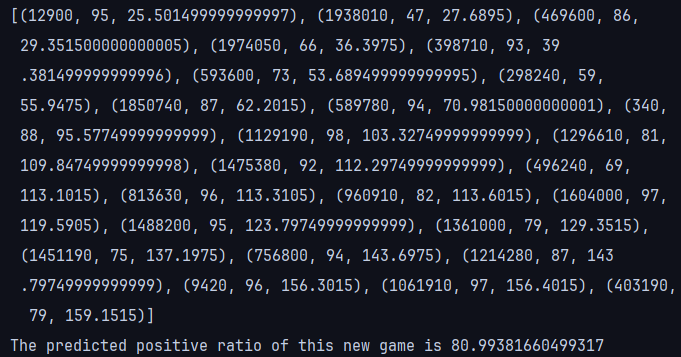 [(12900, 95, 25.501499999999997), (1938010, 47, 27.6895), (469600, 86,
29.351500000000005), (1974050, 66, 36.3975), (398710, 93, 39
.381499999999996), (593600, 73, 53.689499999999995), (298240, 59,
55.9475), (1850740, 87, 62.2015), (589780, 94, 70.98150000000001), (340,
88, 95.57749999999999), (1129190, 98, 103.32749999999999), (1296610, 81,
109.84749999999998), (1475380, 92, 112.29749999999999), (496240, 69,
113.1015), (813630, 96, 113.3105), (960910, 82, 113.6015), (1604000, 97,
119.5905), (1488200, 95, 123.79749999999999), (1361000, 79, 129.3515),
(1451190, 75, 137.1975), (756800, 94, 143.6975), (1214280, 87, 143
.79749999999999), (9420, 96, 156.3015), (1061910, 97, 156.4015), (403190,
79, 159.1515)]
The predicted positive ratio of this new game is 80.99381660499317